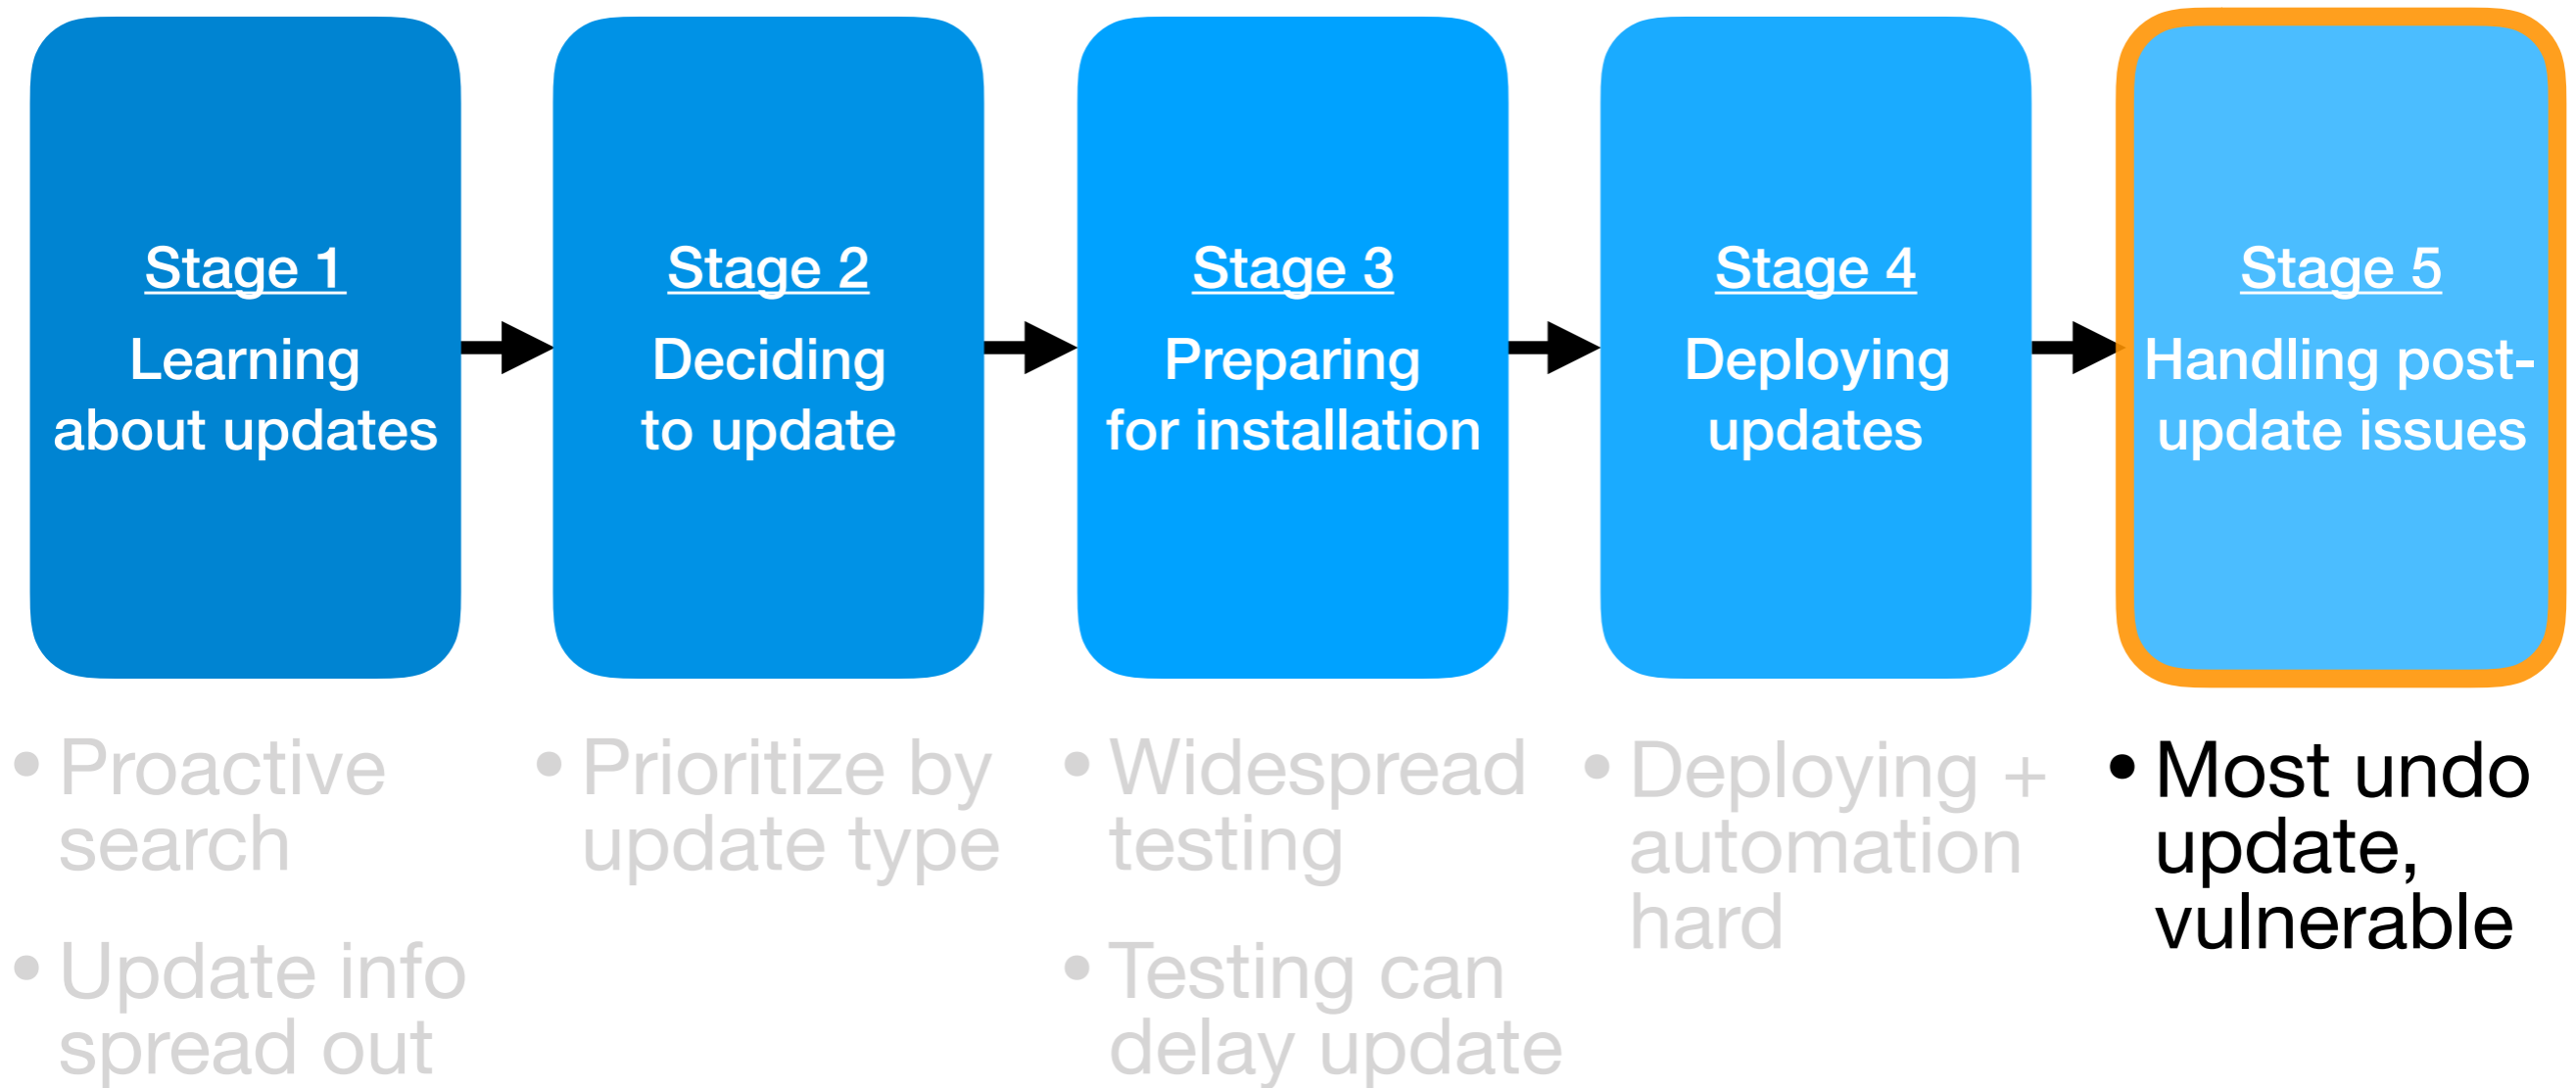 Stage 1
Learning
about updates
Stage 2
Deciding
to update
Stage 3
Preparing
for installation
Stage 4
Deploying
updates
Stage 5
Handling post-
update issues
• Proactive
search
• Update info
spread out
• Prioritize by
update type
• Widespread
testing
• Testing can
delay update
• Deploying +
automation
hard
• Most undo
update,
vulnerable